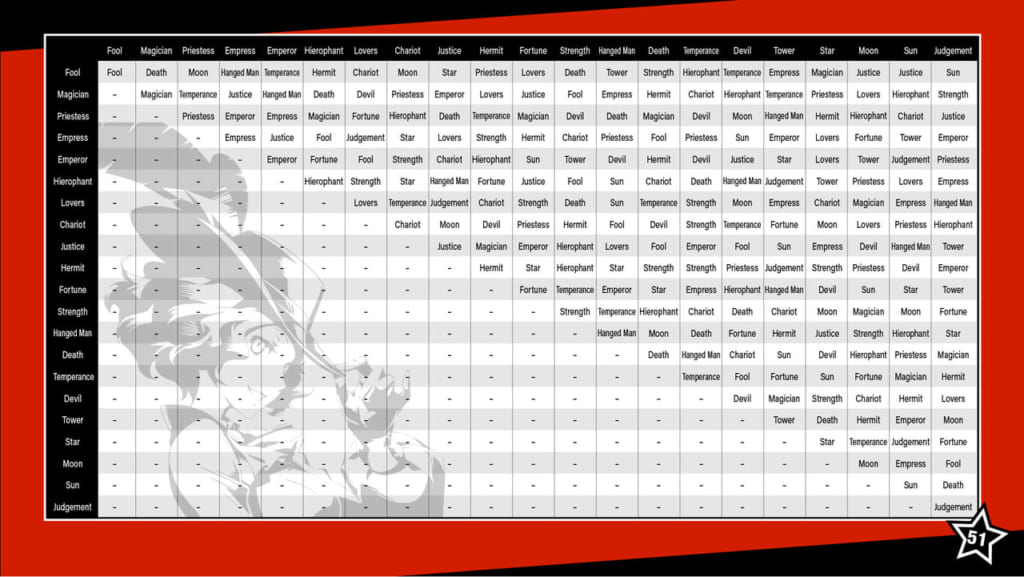 Fool Magician Priestess Empress Emperor Hierophant Lovers Chariot Justice Hermit Fortune Strength Hanged Man Death Temperance Devil Tower Star Moon Sun Judgement
Fool Fool Death Moon Hanged Man Temperance Hermit Chariot Moon Star Priestess Lovers Death Tower Strength Hierophant Temperance Empress Magician Justice Justice Sun
Magician - Magician Temperance Justice Hanged Man Death Devil Priestess Emperor Lovers Justice Fool Empress Hermit Chariot Hierophant Temperance Priestess Lovers Hierophant Strength
Priestess - - Priestess Emperor Empress Magician Fortune Hierophant Death Temperance Magician Devil Death Magician Devil Moon Hanged Man Hermit Hierophant Chariot Justice
Empress - - - Empress Justice Fool Judgement Star Lovers Strength Hermit Chariot Priestess Fool Priestess Sun Emperor Lovers Fortune Tower Emperor
Emperor - - - - Emperor Fortune Fool Strength Chariot Hierophant Sun Tower Devil Hermit Devil Justice Star Lovers Tower Judgement Priestess
Hierophant - - - - - Hierophant Strength Star Hanged Man Fortune Justice Fool Sun Chariot Death Hanged Man Judgement Tower Priestess Lovers Empress
Lovers - - - - - - Lovers Temperance Judgement Chariot Strength Death Sun Temperance Strength Moon Empress Chariot Magician Empress Hanged Man
Chariot - - - - - - - Chariot Moon Devil Priestess Hermit Fool Devil Strength Temperance Fortune Moon Lovers Priestess Hierophant
Justice - - - - - - - - Justice Magician Emperor Hierophant Lovers Fool Emperor Fool Sun Empress Devil Hanged Man Tower
Hermit - - - - - - - - - Hermit Star Hierophant Star Strength Strength Priestess Judgement Strength Priestess Devil Emperor
Fortune - - - - - - - - - - Fortune Temperance Emperor Star Empress Hierophant Hanged Man Devil Sun Star Tower
Strength - - - - - - - - - - - Strength Temperance Hierophant Chariot Death Chariot Moon Magician Moon Fortune
Hanged Man - - - - - - - - - - - - Hanged Man Moon Death Fortune Hermit Justice Strength Hierophant Star
Death - - - - - - - - - - - - - Death Hanged Man Chariot Sun Devil Hierophant Priestess Magician
Temperance - - - - - - - - - - - - - - Temperance Fool Fortune Sun Fortune Magician Hermit
Devil - - - - - - - - - - - - - - - Devil Magician Strength Chariot Hermit Lovers
Tower - - - - - - - - - - - - - - - - Tower Death Hermit Emperor Moon
Star - - - - - - - - - - - - - - - - - Star Temperance Judgement Fortune
Moon - - - - - - - - - - - - - - - - - - Moon Empress Fool
Sun - - - - - - - - - - - - - - - - - - - Sun Death
Judgement - - - - - - - - - - - - - - - - - - - - Judgement
51